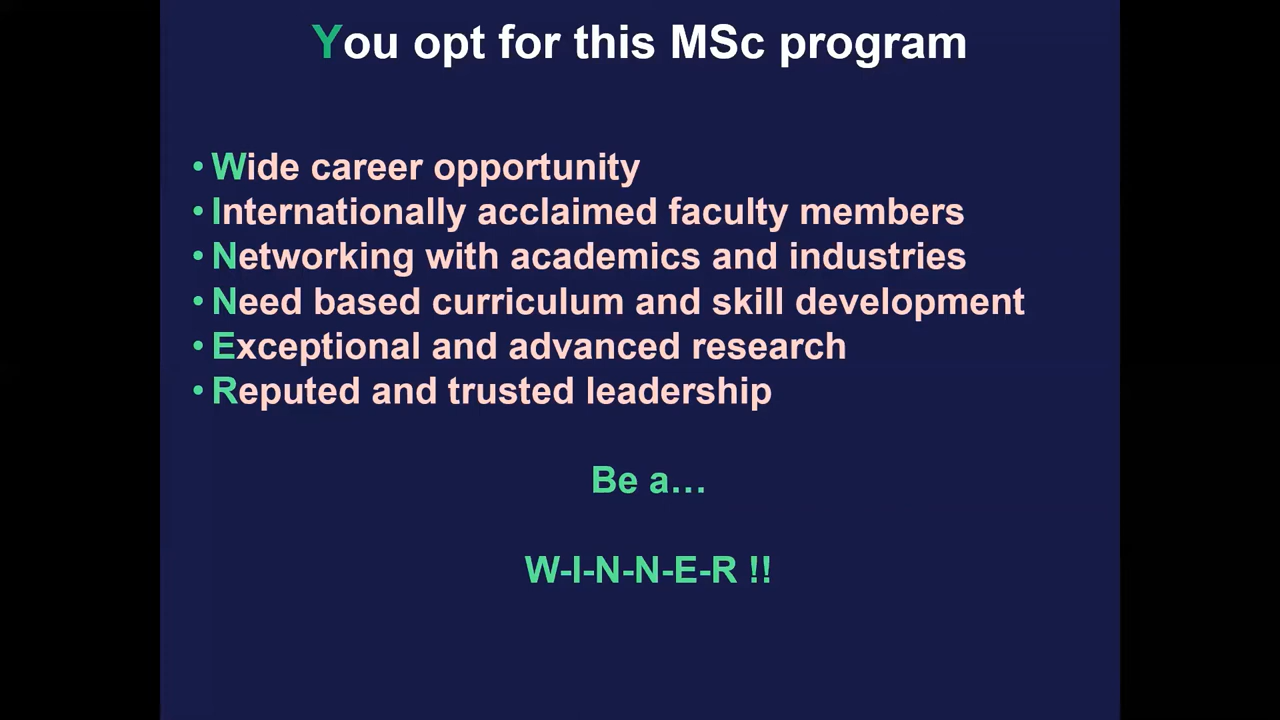 You opt for this MSc program
• Wide career opportunity
• Internationally acclaimed faculty members
• Networking with academics and industries
• Need based curriculum and skill development
• Exceptional and advanced research
• Reputed and trusted leadership
Be a…
W-I-N-N-E-R !!